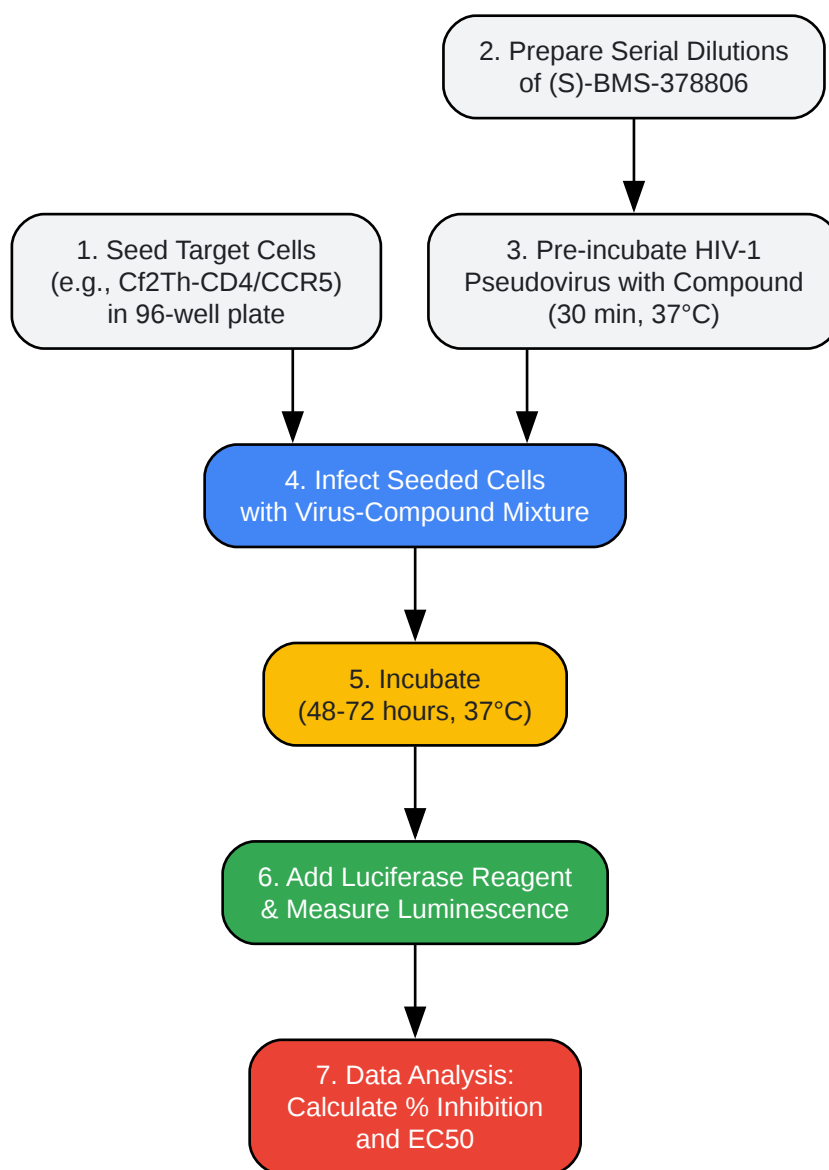 2. Prepare Serial Dilutions
of (S)-BMS-378806
1. Seed Target Cells
(e.g., Cf2Th-CD4/CCR5)
in 96-well plate
3. Pre-incubate HIV-1
Pseudovirus with Compound
(30 min, 37°C)
4. Infect Seeded Cells
with Virus-Compound Mixture
5. Incubate
(48-72 hours, 37°C)
6. Add Luciferase Reagent
& Measure Luminescence
7. Data Analysis:
Calculate % Inhibition
and EC50